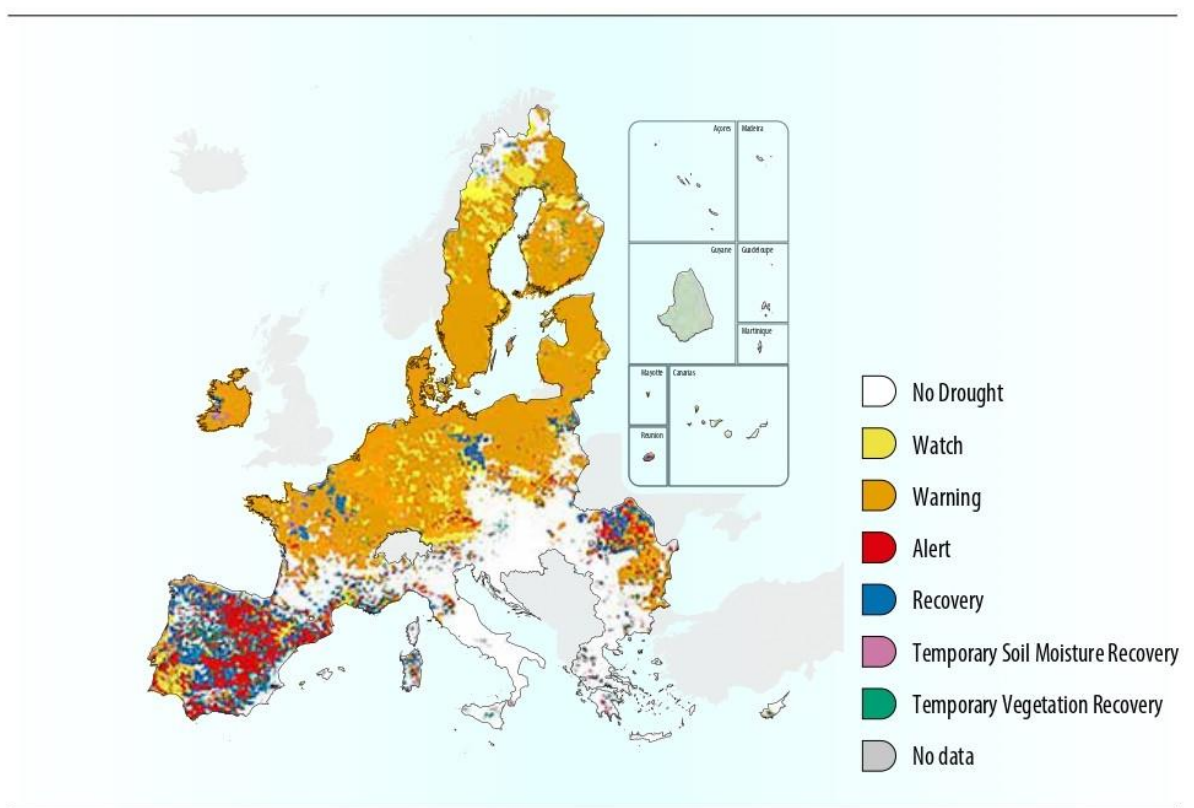 Açores
Madeira
Guyane
Guadeloupe
Martinique
Mayotte
Canarias
Reunion
No Drought
Watch
Warning
Alert
Recovery
Temporary Soil Moisture Recovery
Temporary Vegetation Recovery
No data